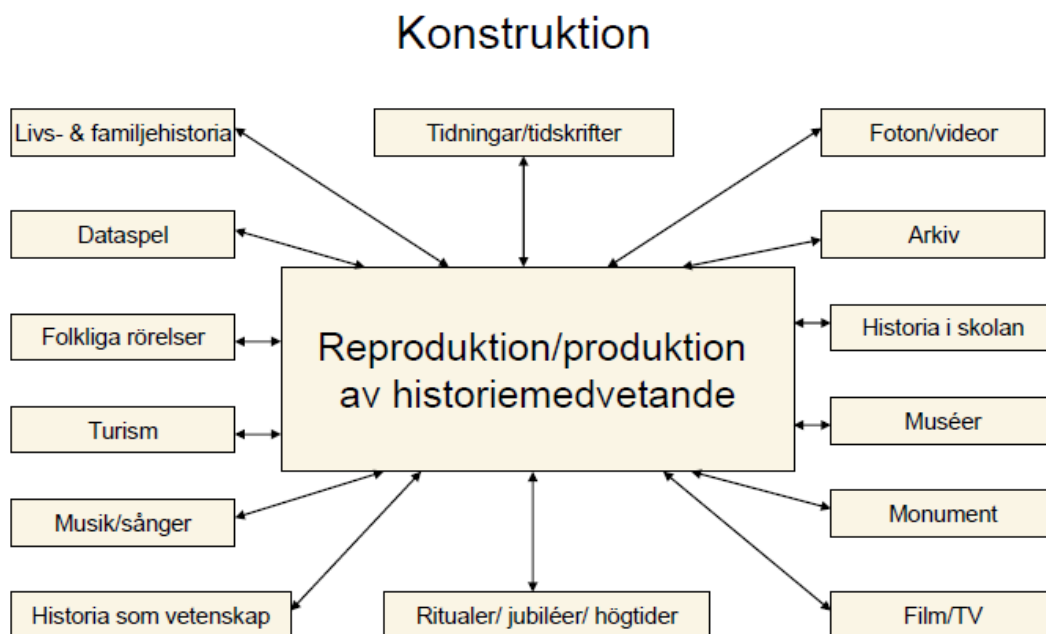 Konstruktion
Livs- & familjehistoria
Tidningar/tidskrifter
Foton/videor
Dataspel
Arkiv
Folkliga rörelser
Reproduktion/produktion
av historiemedvetande
Historia i skolan
Turism
Muséer
Musik/sånger
Monument
Historia som vetenskap
Ritualer/ jubiléer/ högtider
Film/TV